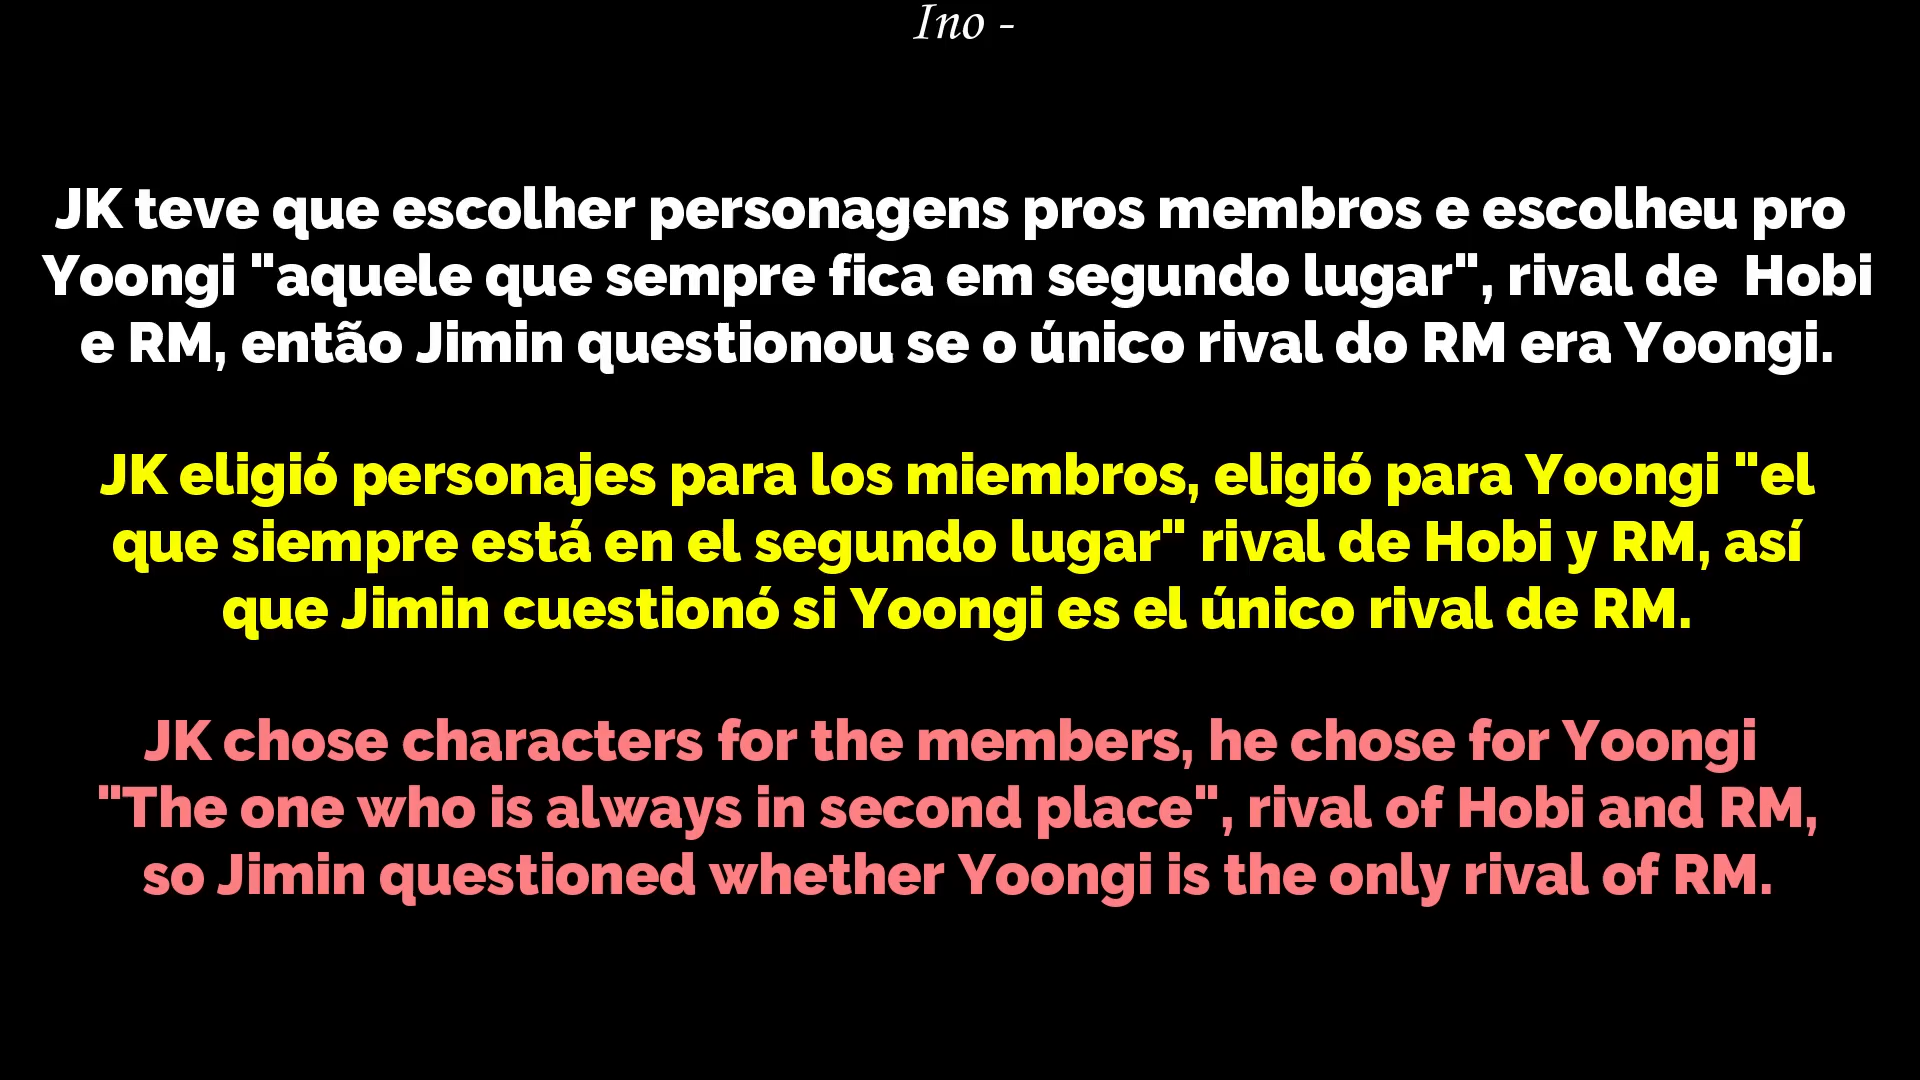 Ino -
JK teve que escolher personagens pros membros e escolheu pro
Yoongi "aquele que sempre fica em segundo lugar", rival de  Hobi
e RM, então Jimin questionou se o único rival do RM era Yoongi.
JK eligió personajes para los miembros, eligió para Yoongi "el
que siempre está en el segundo lugar" rival de Hobi y RM, así
que Jimin cuestionó si Yoongi es el único rival de RM.
JK chose characters for the members, he chose for Yoongi
"The one who is always in second place", rival of Hobi and RM,
so Jimin questioned whether Yoongi is the only rival of RM.